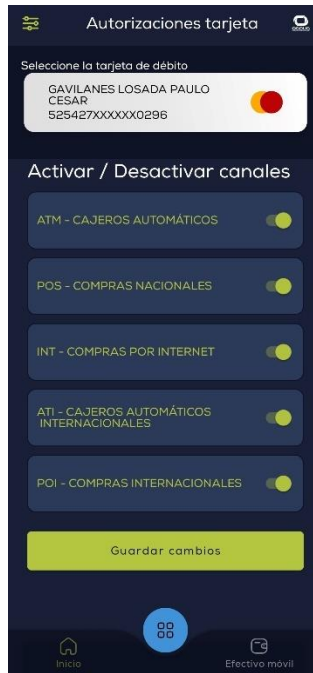 Autorizaciones tarjeta
Seleccione la tarjeta de débito
GAVILANES LOSADA PAULO
CESAR
525427XXXXXX0296
Activar / Desactivar canales
ATM - CAJEROS AUTOMÁTICOS
POS - COMPRAS NACIONALES
INT - COMPRAS POR INTERNET
ATI - CAJEROS AUTOMÁTICOS
INTERNACIONALES
POI - COMPRAS INTERNACIONALES
Guardar cambios
Inicio
Efectivo móvil